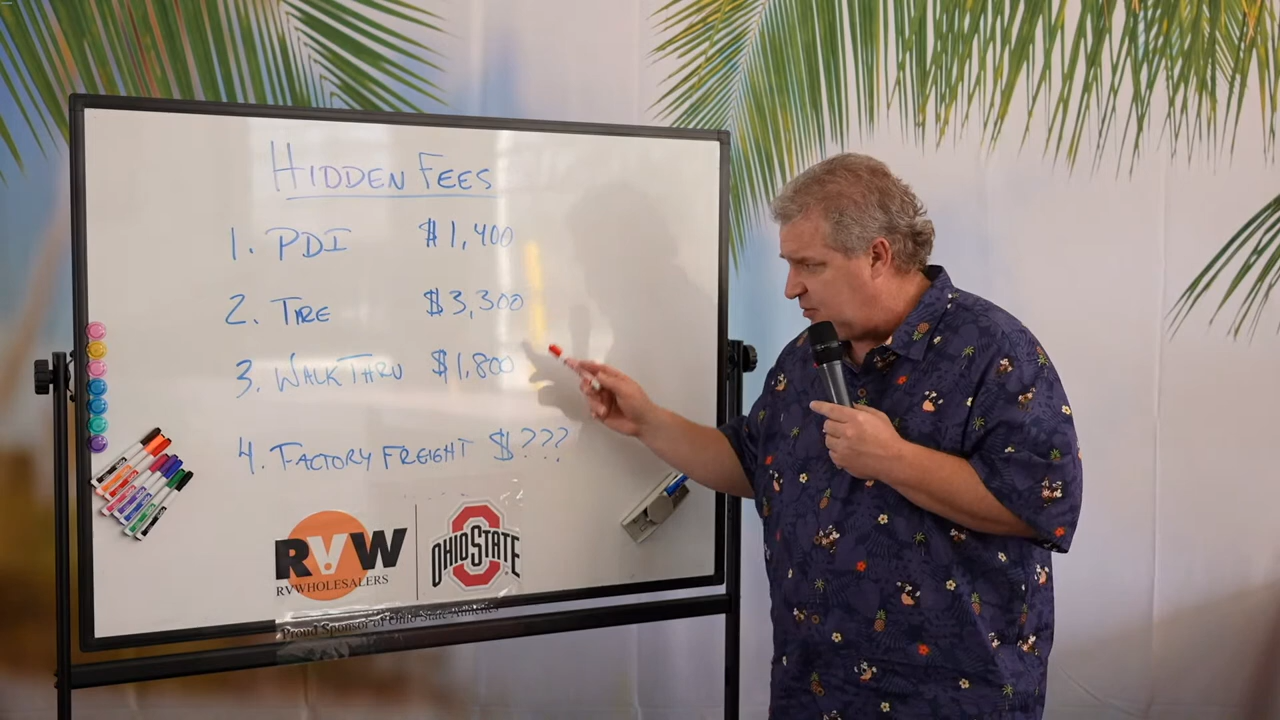 HIDDEN FEES
1. PDI $1,400
2. TIRE $3,300
3. WALK THRU $1,800
4. FACTORY FREIGHT $???
RVW
RVWHOLESALERS
OHIO STATE
Proud Sponsor of Ohio State Athletics